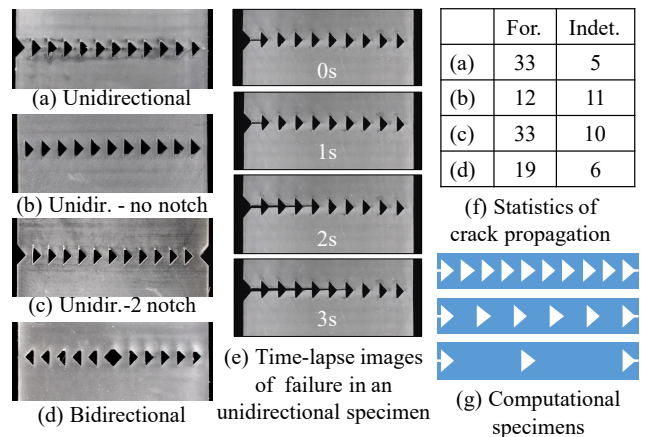 (a) Unidirectional
(b) Unidir. - no notch
(c) Unidir.-2 notch
(d) Bidirectional
0s
1s
2s
3s
(e) Time-lapse images
of failure in an
unidirectional specimen
For. Indet.
(a) 33 5
(b) 12 11
(c) 33 10
(d) 19 6
(f) Statistics of
crack propagation
(g) Computational
specimens